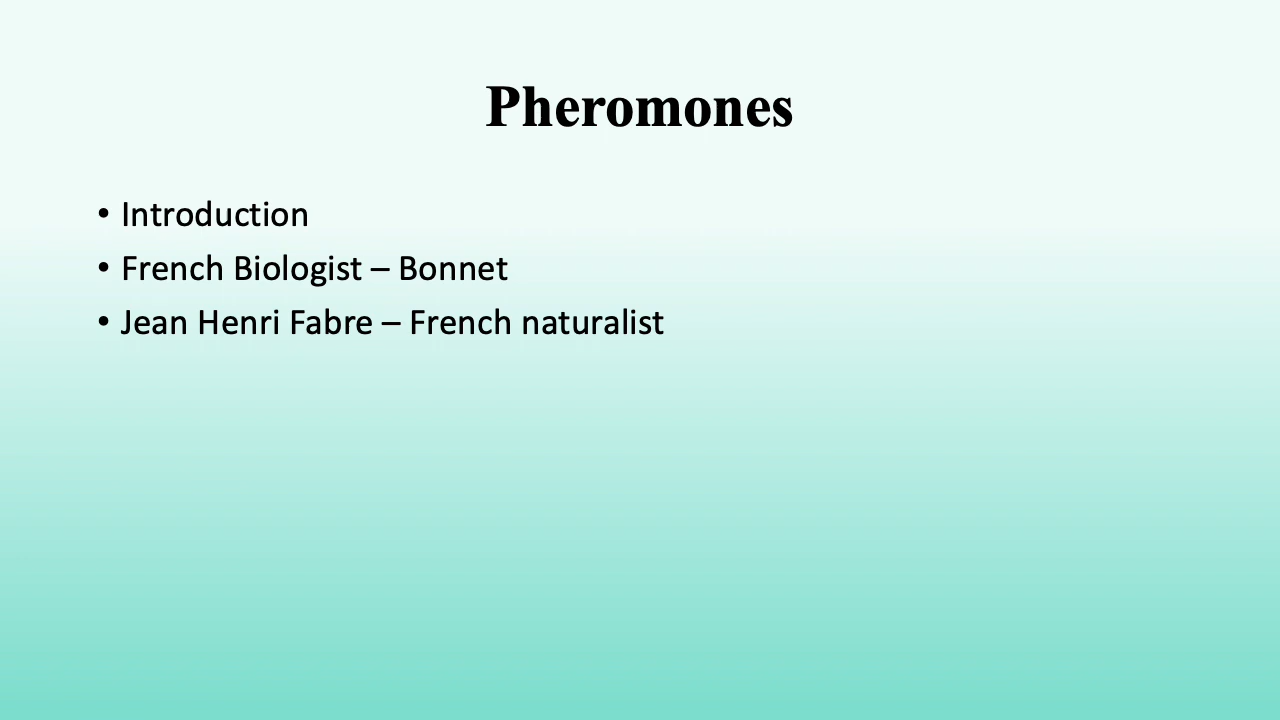 Pheromones
• Introduction
• French Biologist – Bonnet
• Jean Henri Fabre – French naturalist